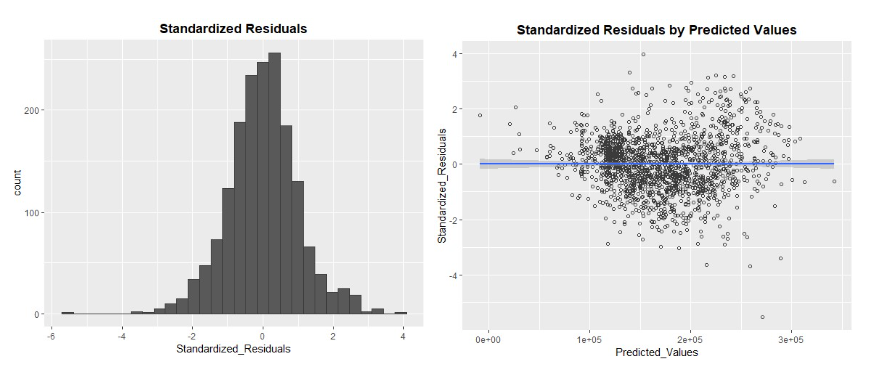 Standardized Residuals
200
100
0
count
-6
-4
-2
0
2
4
Standardized_Residuals
Standardized Residuals by Predicted Values
4
2
0
-2
-4
Standardized_Residuals
0e+00
1e+05
2e+05
3e+05
Predicted_Values